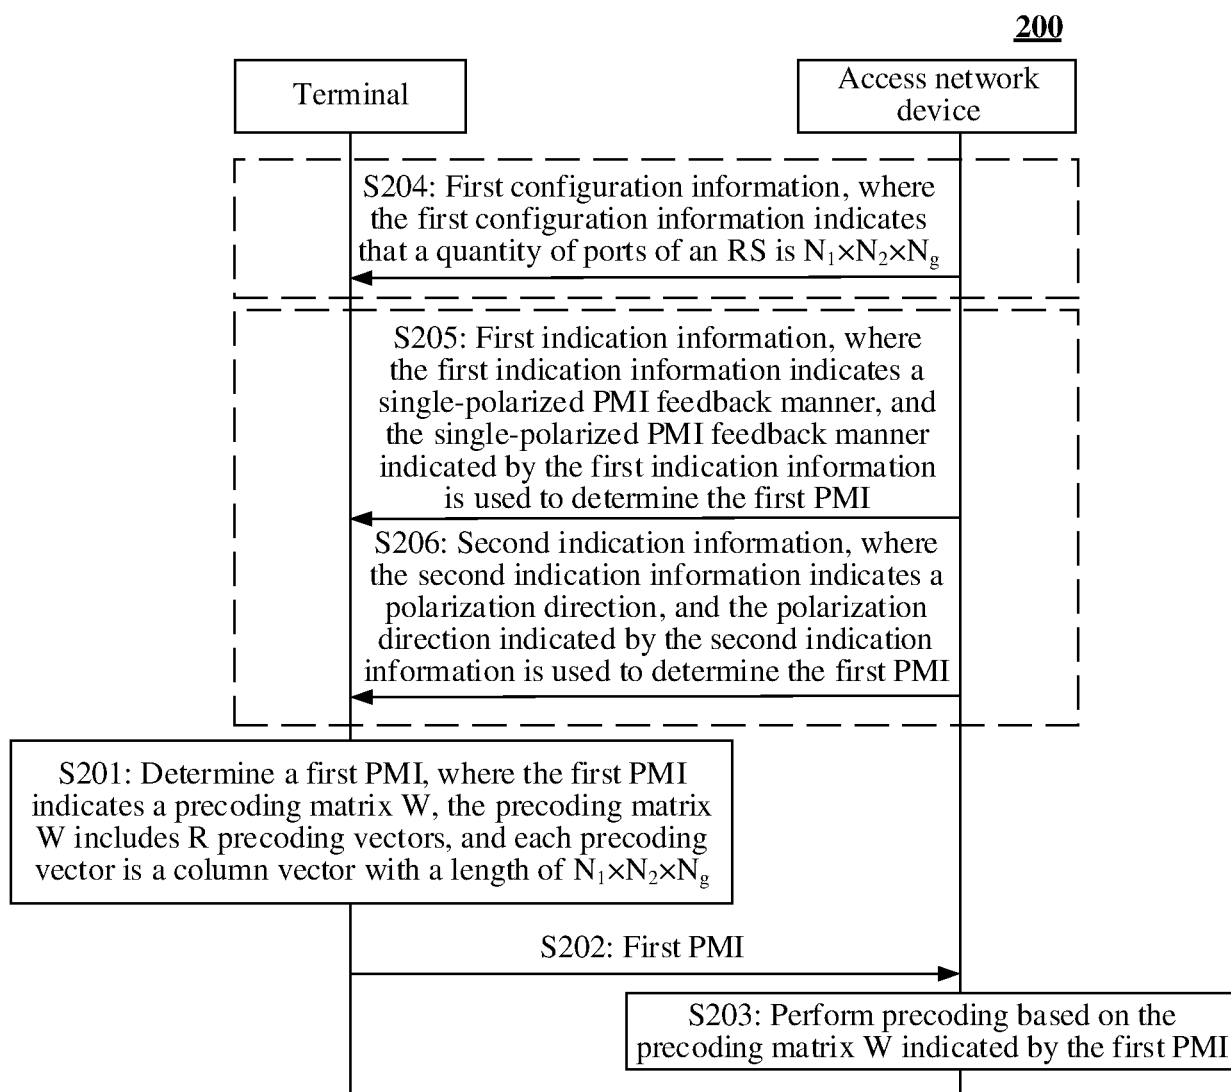 200
Terminal
Access network
device
S204: First configuration information, where
the first configuration information indicates
that a quantity of ports of an RS is N₁×N₂×N_g
S205: First indication information, where
the first indication information indicates a
single-polarized PMI feedback manner, and
the single-polarized PMI feedback manner
indicated by the first indication information
is used to determine the first PMI
S206: Second indication information, where
the second indication information indicates a
polarization direction, and the polarization
direction indicated by the second indication
information is used to determine the first PMI
S201: Determine a first PMI, where the first PMI
indicates a precoding matrix W, the precoding matrix
W includes R precoding vectors, and each precoding
vector is a column vector with a length of N₁×N₂×N_g
S202: First PMI
S203: Perform precoding based on the
precoding matrix W indicated by the first PMI